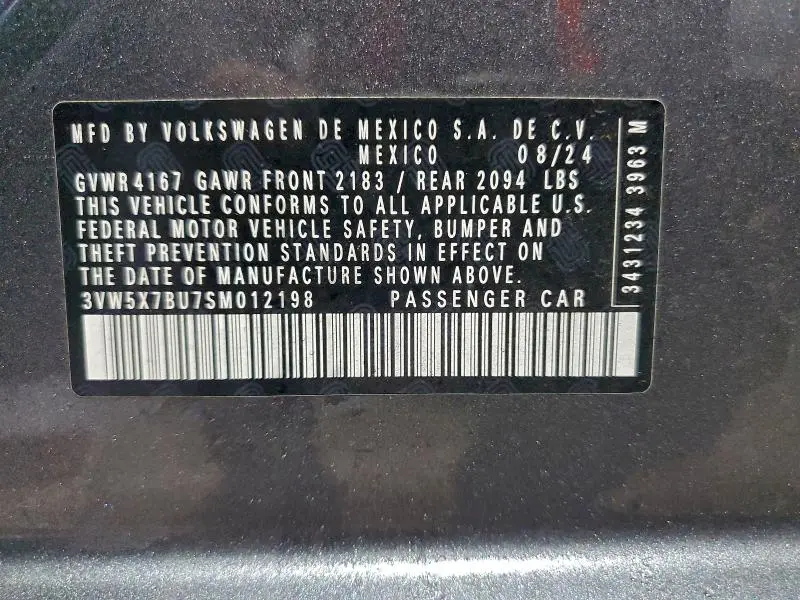 MFD BY VOLKSWAGEN DE MEXICO S.A. DE C.V.
MEXICO 08/24
GVWR 4167 GAWR FRONT 2183 / REAR 2094 LBS
THIS VEHICLE CONFORMS TO ALL APPLICABLE U.S.
FEDERAL MOTOR VEHICLE SAFETY, BUMPER AND
THEFT PREVENTION STANDARDS IN EFFECT ON
THE DATE OF MANUFACTURE SHOWN ABOVE.
3VW5X7BU7SM012198 PASSENGER CAR
3431234 3963 M